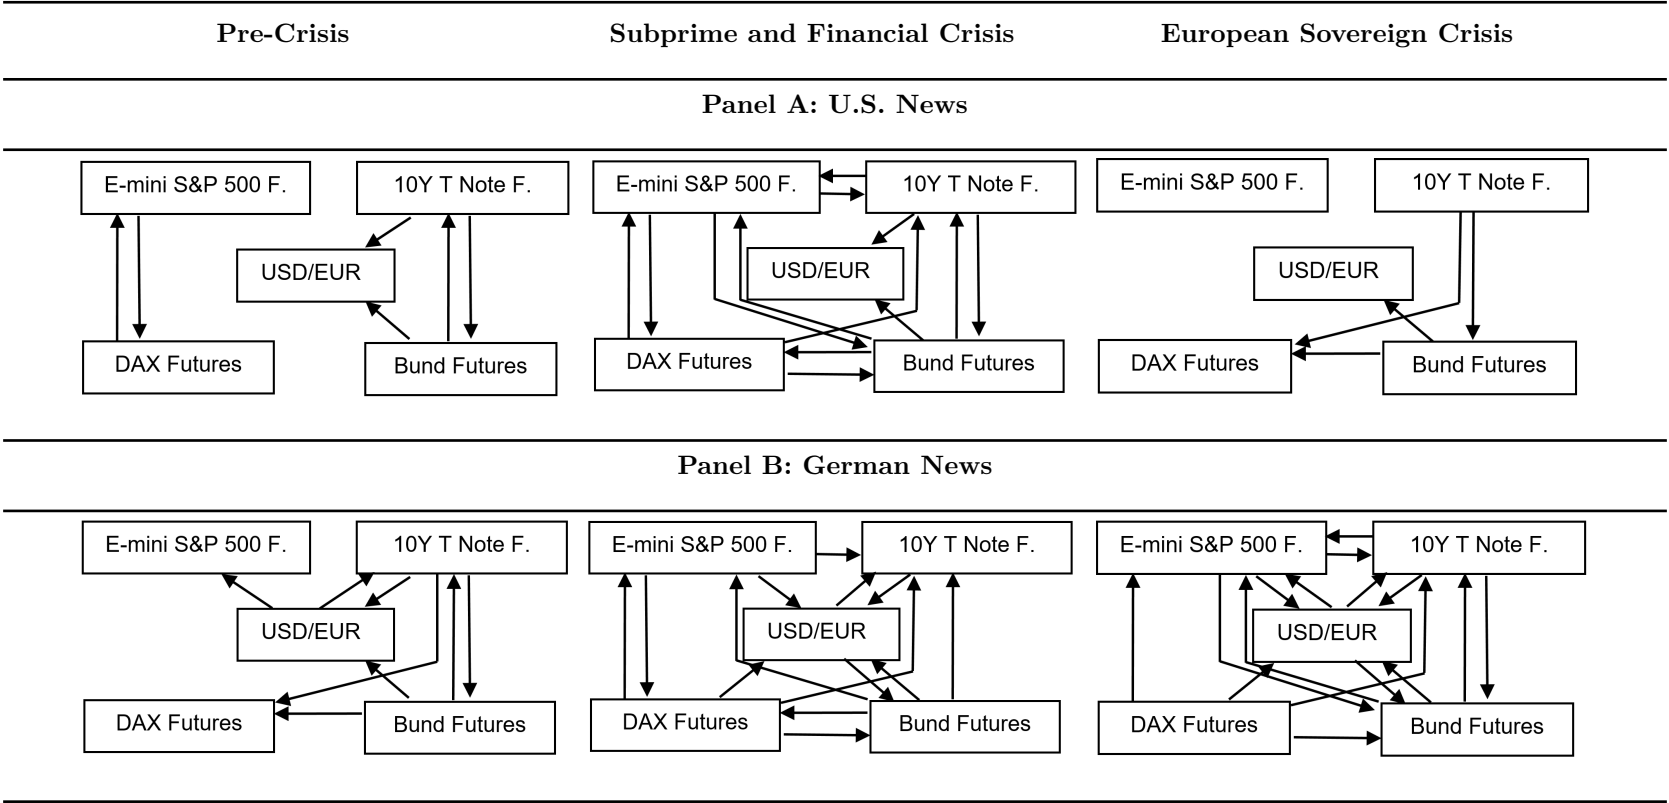 Pre-Crisis Subprime and Financial Crisis European Sovereign Crisis
Panel A: U.S. News
E-mini S&P 500 F. 10Y T Note F. E-mini S&P 500 F. 10Y T Note F. E-mini S&P 500 F. 10Y T Note F.
USD/EUR USD/EUR USD/EUR
DAX Futures Bund Futures DAX Futures Bund Futures DAX Futures Bund Futures
Panel B: German News
E-mini S&P 500 F. 10Y T Note F. E-mini S&P 500 F. 10Y T Note F. E-mini S&P 500 F. 10Y T Note F.
USD/EUR USD/EUR USD/EUR
DAX Futures Bund Futures DAX Futures Bund Futures DAX Futures Bund Futures